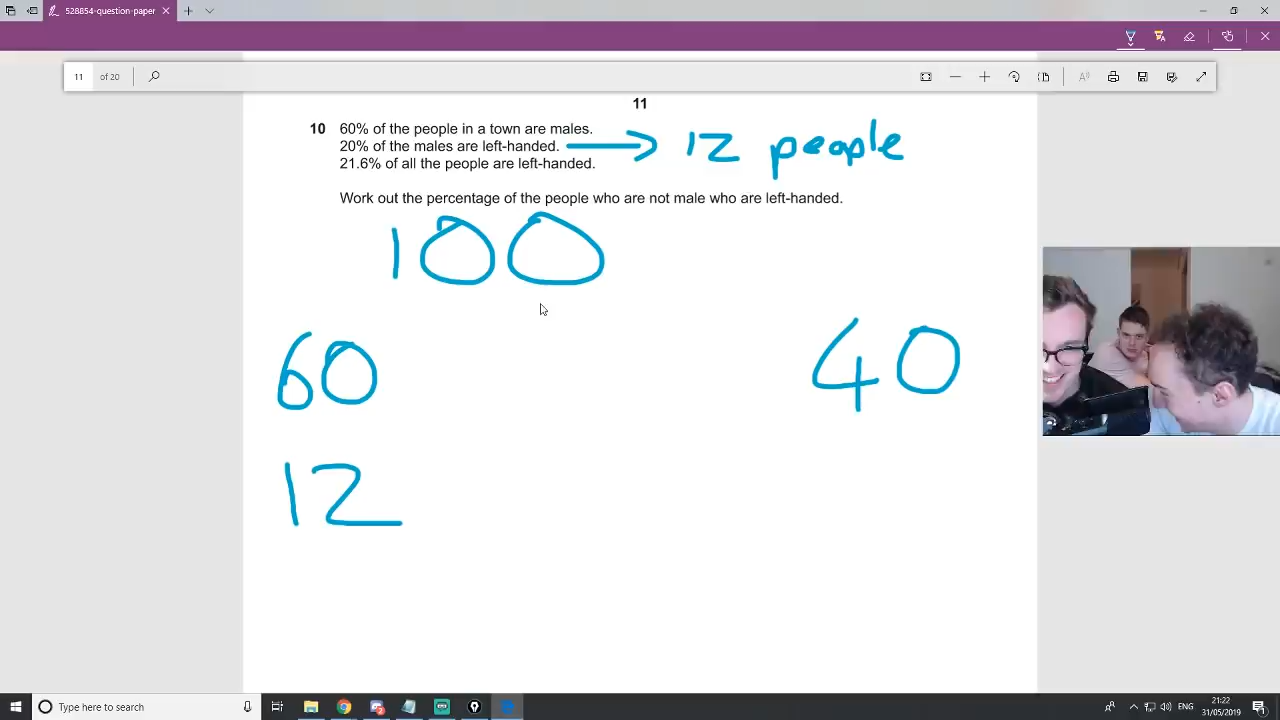 528854-question-paper
11 of 20
11
10 60% of the people in a town are males.
20% of the males are left-handed. → 12 people
21.6% of all the people are left-handed.
Work out the percentage of the people who are not male who are left-handed.
100
60 40
12
Type here to search
ENG
21:22
31/05/2019